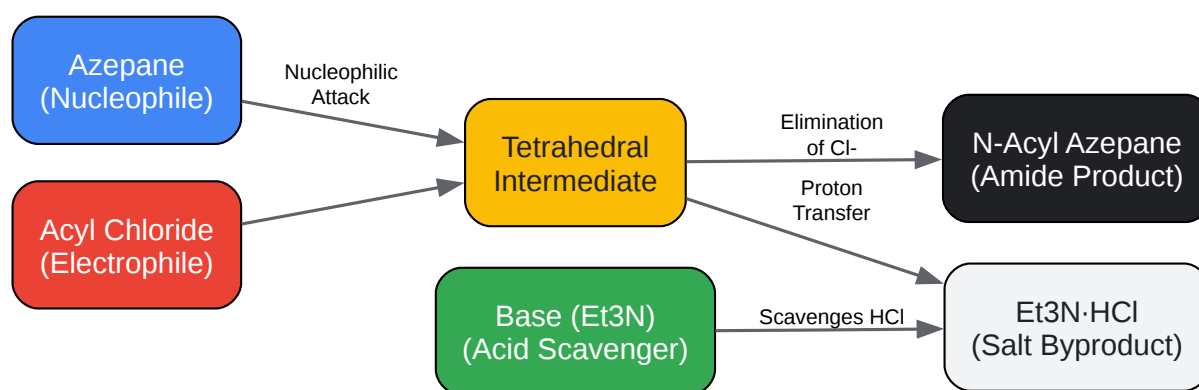 Azepane
(Nucleophile)
Nucleophilic
Attack
Acyl Chloride
(Electrophile)
Tetrahedral
Intermediate
Elimination
of Cl-
Proton
Transfer
N-Acyl Azepane
(Amide Product)
Base (Et3N)
(Acid Scavenger)
Scavenges HCl
Et3N·HCl
(Salt Byproduct)